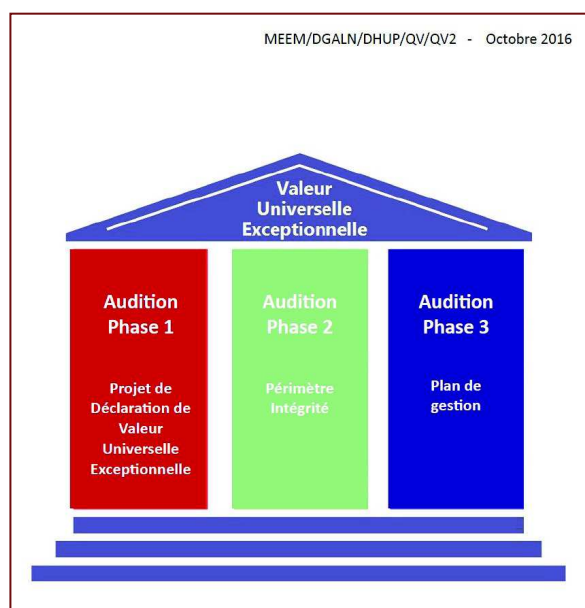 MEEM/DGALN/DHUP/QV/QV2 - Octobre 2016
Valeur
Universelle
Exceptionnelle
Audition
Phase 1
Projet de
Déclaration de
Valeur
Universelle
Exceptionnelle
Audition
Phase 2
Périmètre
Intégrité
Audition
Phase 3
Plan de
gestion